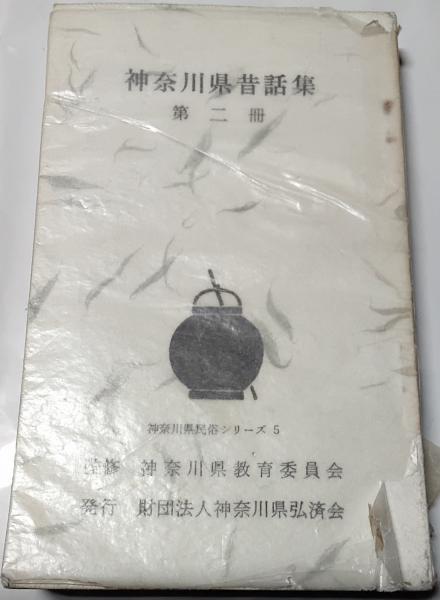 神奈川県昔話集
第二冊
神奈川県民俗シリーズ 5
監修 神奈川県教育委員会
発行 財団法人神奈川県弘済会